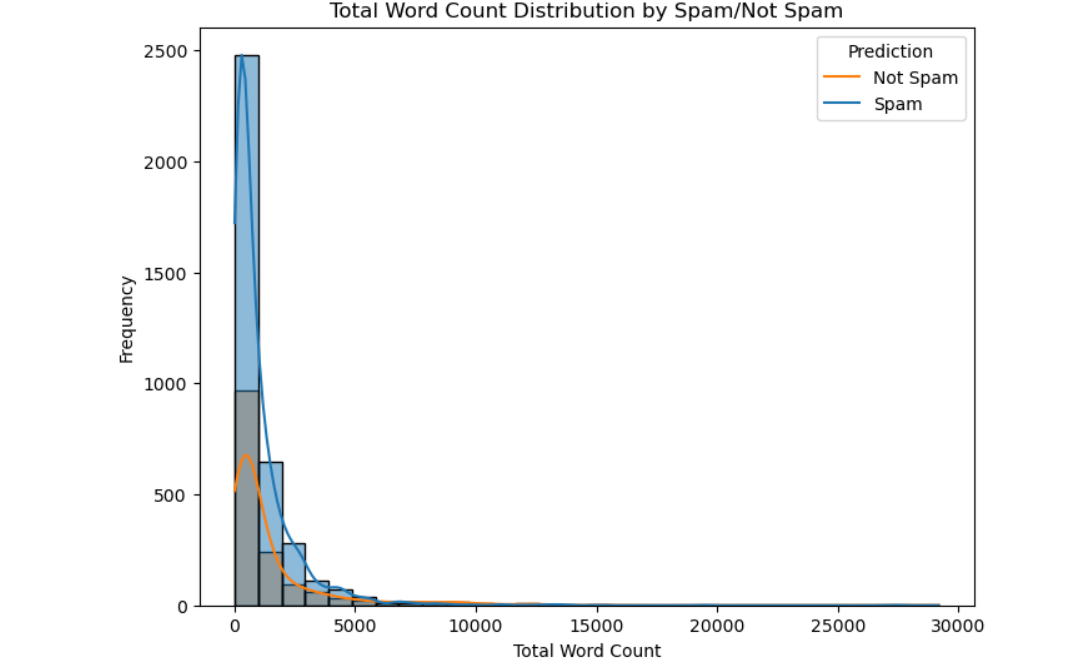 Total Word Count Distribution by Spam/Not Spam
Prediction
Not Spam
Spam
Frequency
2500
2000
1500
1000
500
0
0 5000 10000 15000 20000 25000 30000
Total Word Count